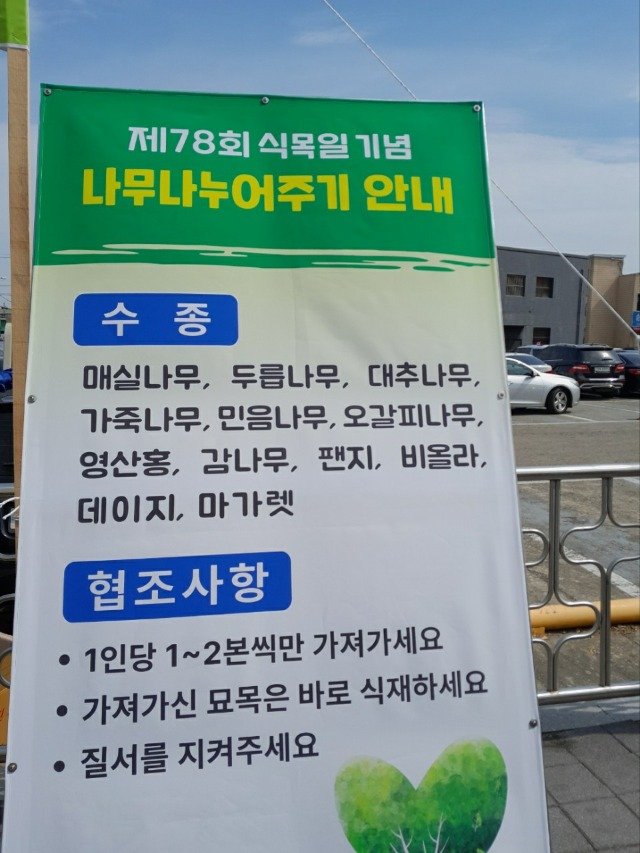 제78회 식목일 기념
나무나누어주기 안내
수 종
매실나무, 두릅나무, 대추나무,
가죽나무, 민음나무, 오갈피나무,
영산홍, 감나무, 팬지, 비올라,
데이지, 마가렛
협조사항
• 1인당 1~2본씩만 가져가세요
• 가져가신 묘목은 바로 식재하세요
• 질서를 지켜주세요